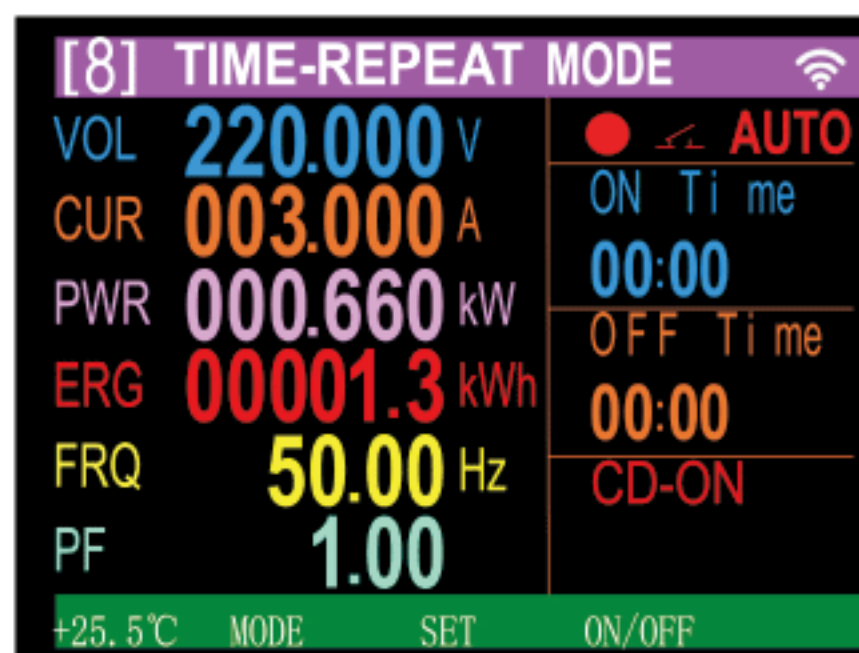 [8] TIME-REPEAT MODE
VOL 220.000 V
CUR 003.000 A
PWR 000.660 kW
ERG 00001.3 kWh
FRQ 50.00 Hz
PF 1.00
AUTO
ON Time
00:00
OFF Time
00:00
CD-ON
+25.5℃ MODE SET ON/OFF